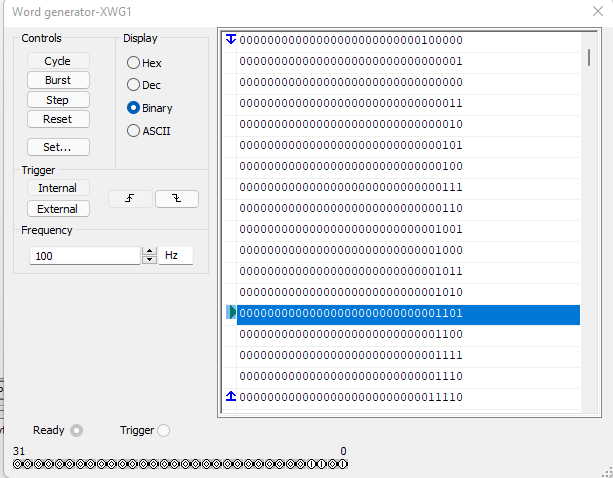 Word generator-XWG1
Controls
Display
Cycle
Burst
Step
Reset
Set...
Hex
Dec
Binary
ASCII
Trigger
Internal
External
Frequency
100 Hz
00000000000000000000000000100000
00000000000000000000000000000001
00000000000000000000000000000000
00000000000000000000000000000011
00000000000000000000000000000010
00000000000000000000000000000101
00000000000000000000000000000100
00000000000000000000000000000111
00000000000000000000000000000110
00000000000000000000000000001001
00000000000000000000000000001000
00000000000000000000000000001011
00000000000000000000000000001010
00000000000000000000000000001101
00000000000000000000000000001100
00000000000000000000000000001111
00000000000000000000000000001110
00000000000000000000000000011110
Ready Trigger
31 0